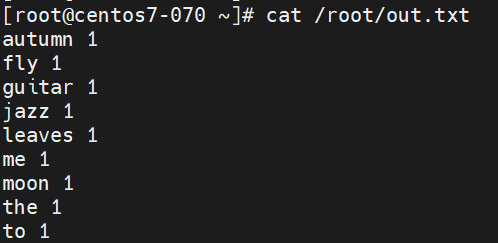 [root@centos7-070 ~]# cat /root/out.txt
autumn 1
fly 1
guitar 1
jazz 1
leaves 1
me 1
moon 1
the 1
to 1